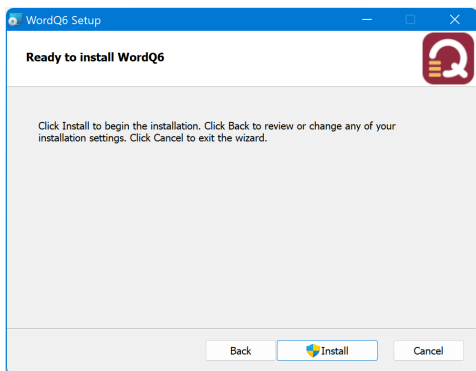 WordQ6 Setup
Ready to install WordQ6
Click Install to begin the installation. Click Back to review or change any of your
installation settings. Click Cancel to exit the wizard.
Back Install Cancel